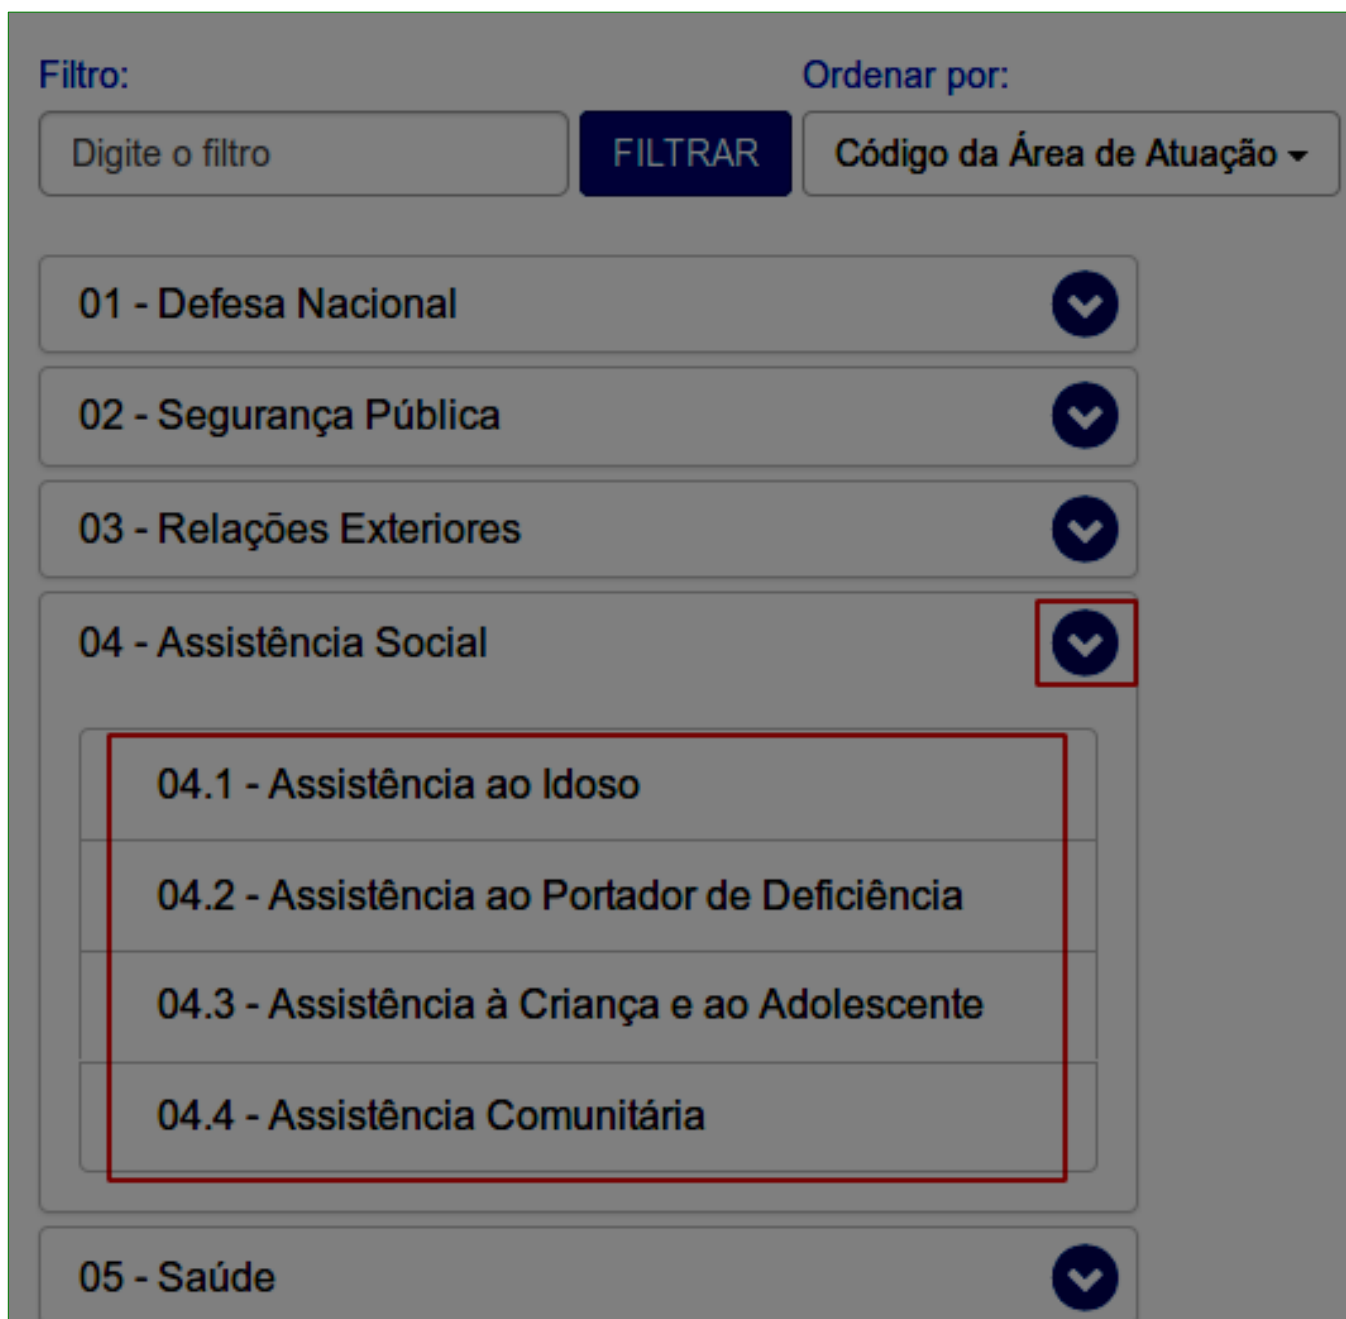 Filtro:
Ordenar por:
Digite o filtro
FILTRAR
Código da Área de Atuação
01 - Defesa Nacional
02 - Segurança Pública
03 - Relações Exteriores
04 - Assistência Social
04.1 - Assistência ao Idoso
04.2 - Assistência ao Portador de Deficiência
04.3 - Assistência à Criança e ao Adolescente
04.4 - Assistência Comunitária
05 - Saúde